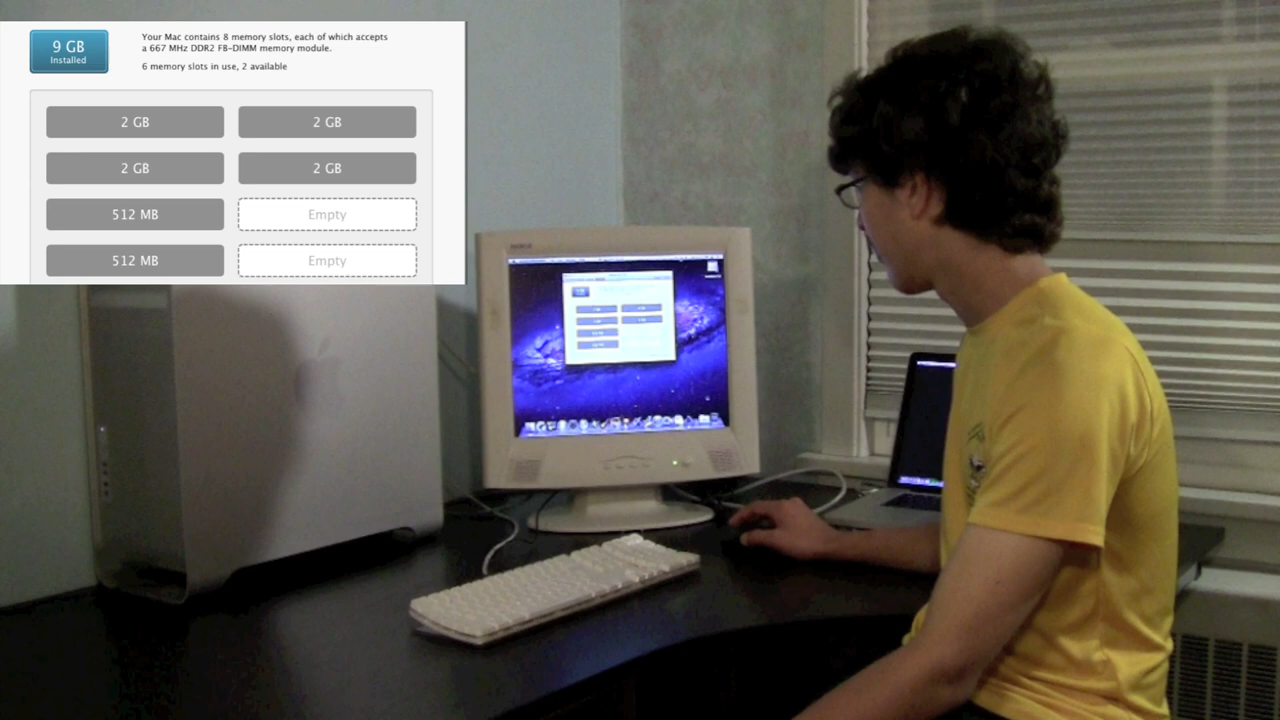 9 GB
Installed
Your Mac contains 8 memory slots, each of which accepts
a 667 MHz DDR2 F8-DIMM memory module.
6 memory slots in use, 2 available
2 GB 2 GB
2 GB 2 GB
512 MB Empty
512 MB Empty